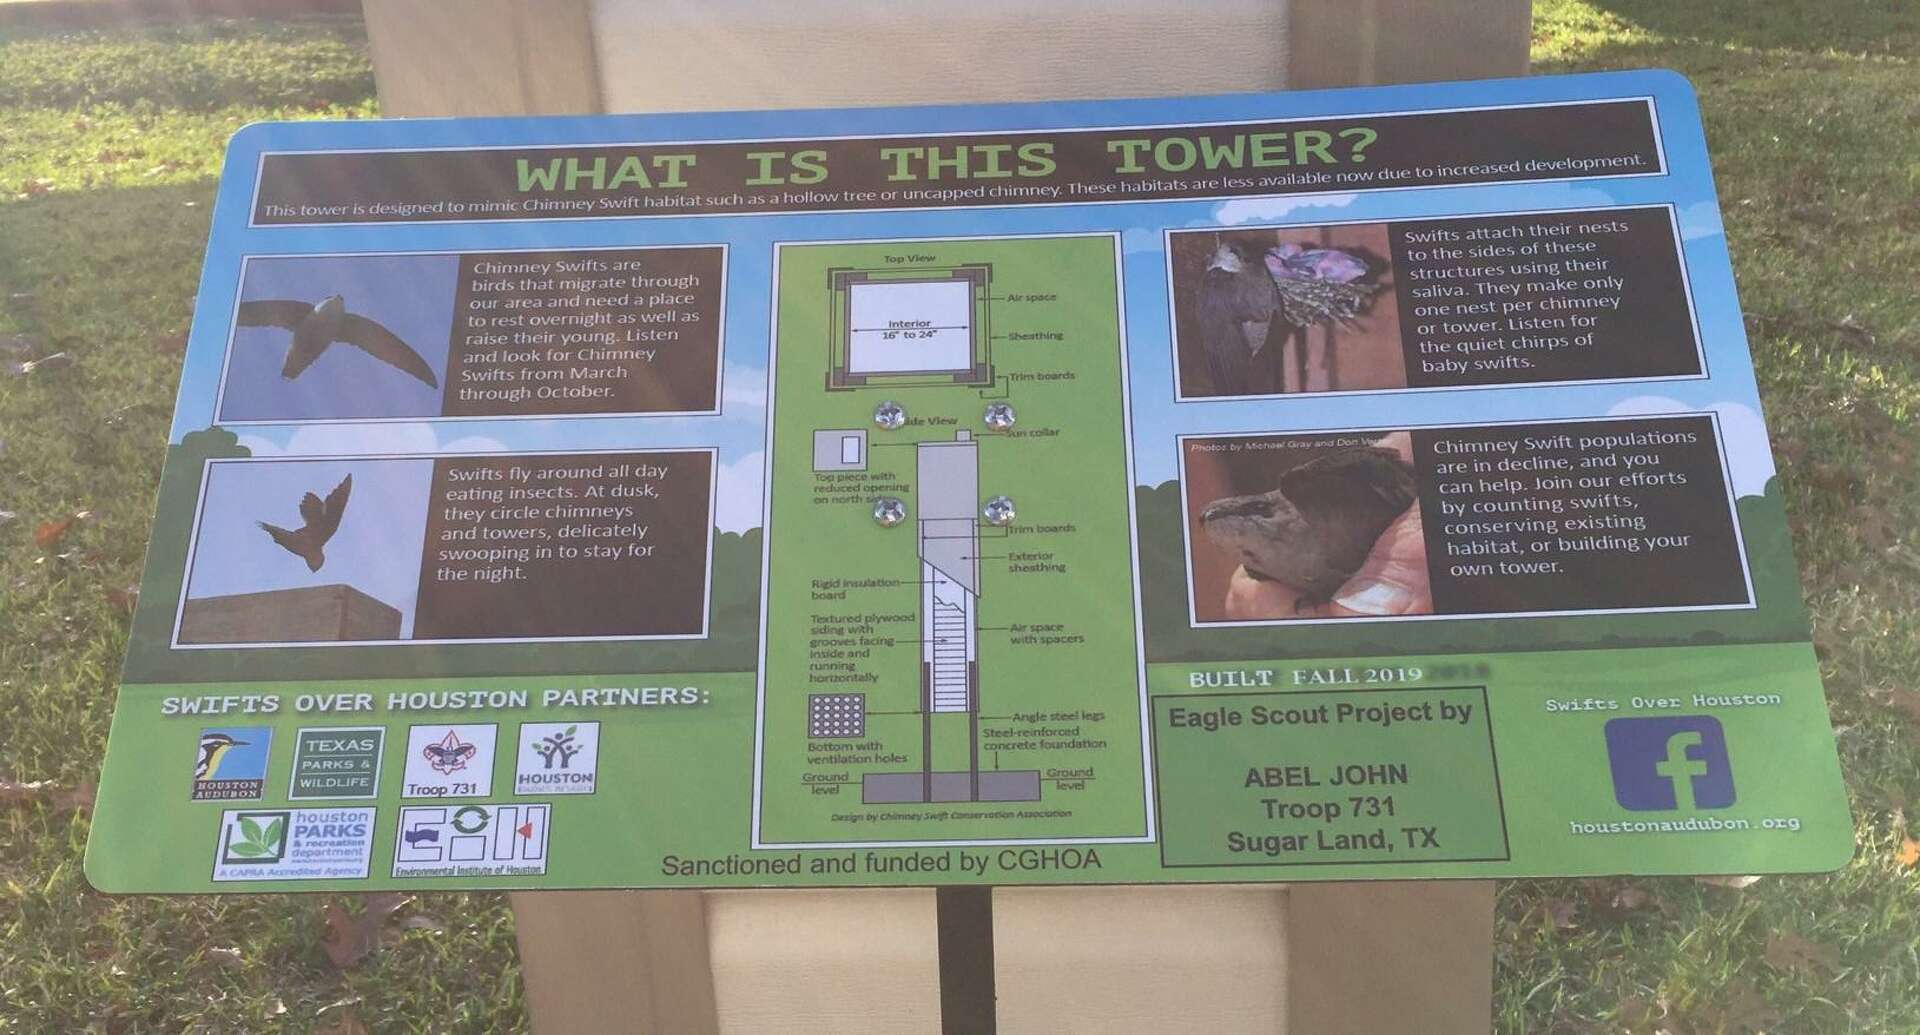 WHAT IS THIS TOWER?
This tower is designed to mimic Chimney Swift habitat such as a hollow tree or uncapped chimney. These habitats are less available now due to increased development.
Chimney Swifts are
birds that migrate through
our area and need a place
to rest overnight as well as
raise their young. Listen
and look for Chimney
Swifts from March
through October.
Swifts fly around all day
eating insects. At dusk,
they circle chimneys
and towers, delicately
swooping in to stay for
the night.
Top View
Air space
Interior
16" to 24"
Sheathing
Trim boards
ide View
Sun collar
Top piece with
reduced opening
on north
Trim boards
Exterior
sheathing
Rigid insulation
board
Textured plywood
siding with
grooves facing
inside and
running
horizontally
Air space
with spacers
Angle steel legs
Steel-reinforced
concrete foundation
Bottom with
ventilation holes
Ground
level
Ground
level
Design by Chimney Swift Conservation Association
Swifts attach their nests
to the sides of these
structures using their
saliva. They make only
one nest per chimney
or tower. Listen for
the quiet chirps of
baby swifts.
Photos by Michael Gray and Don
Chimney Swift populations
are in decline, and you
can help. Join our efforts
by counting swifts,
conserving existing
habitat, or building your
own tower.
SWIFTS OVER HOUSTON PARTNERS:
HOUSTON
AUDUBON
TEXAS
PARKS &
WILDLIFE
Troop 731
HOUSTON
houston
PARKS
& recreation
department
A CAPRA Accredited Agency
EIH
Environmental Institute of Houston
Sanctioned and funded by CGHOA
BUILT FALL 2019
Eagle Scout Project by
ABEL JOHN
Troop 731
Sugar Land, TX
Swifts Over Houston
f
houstonaudubon.org